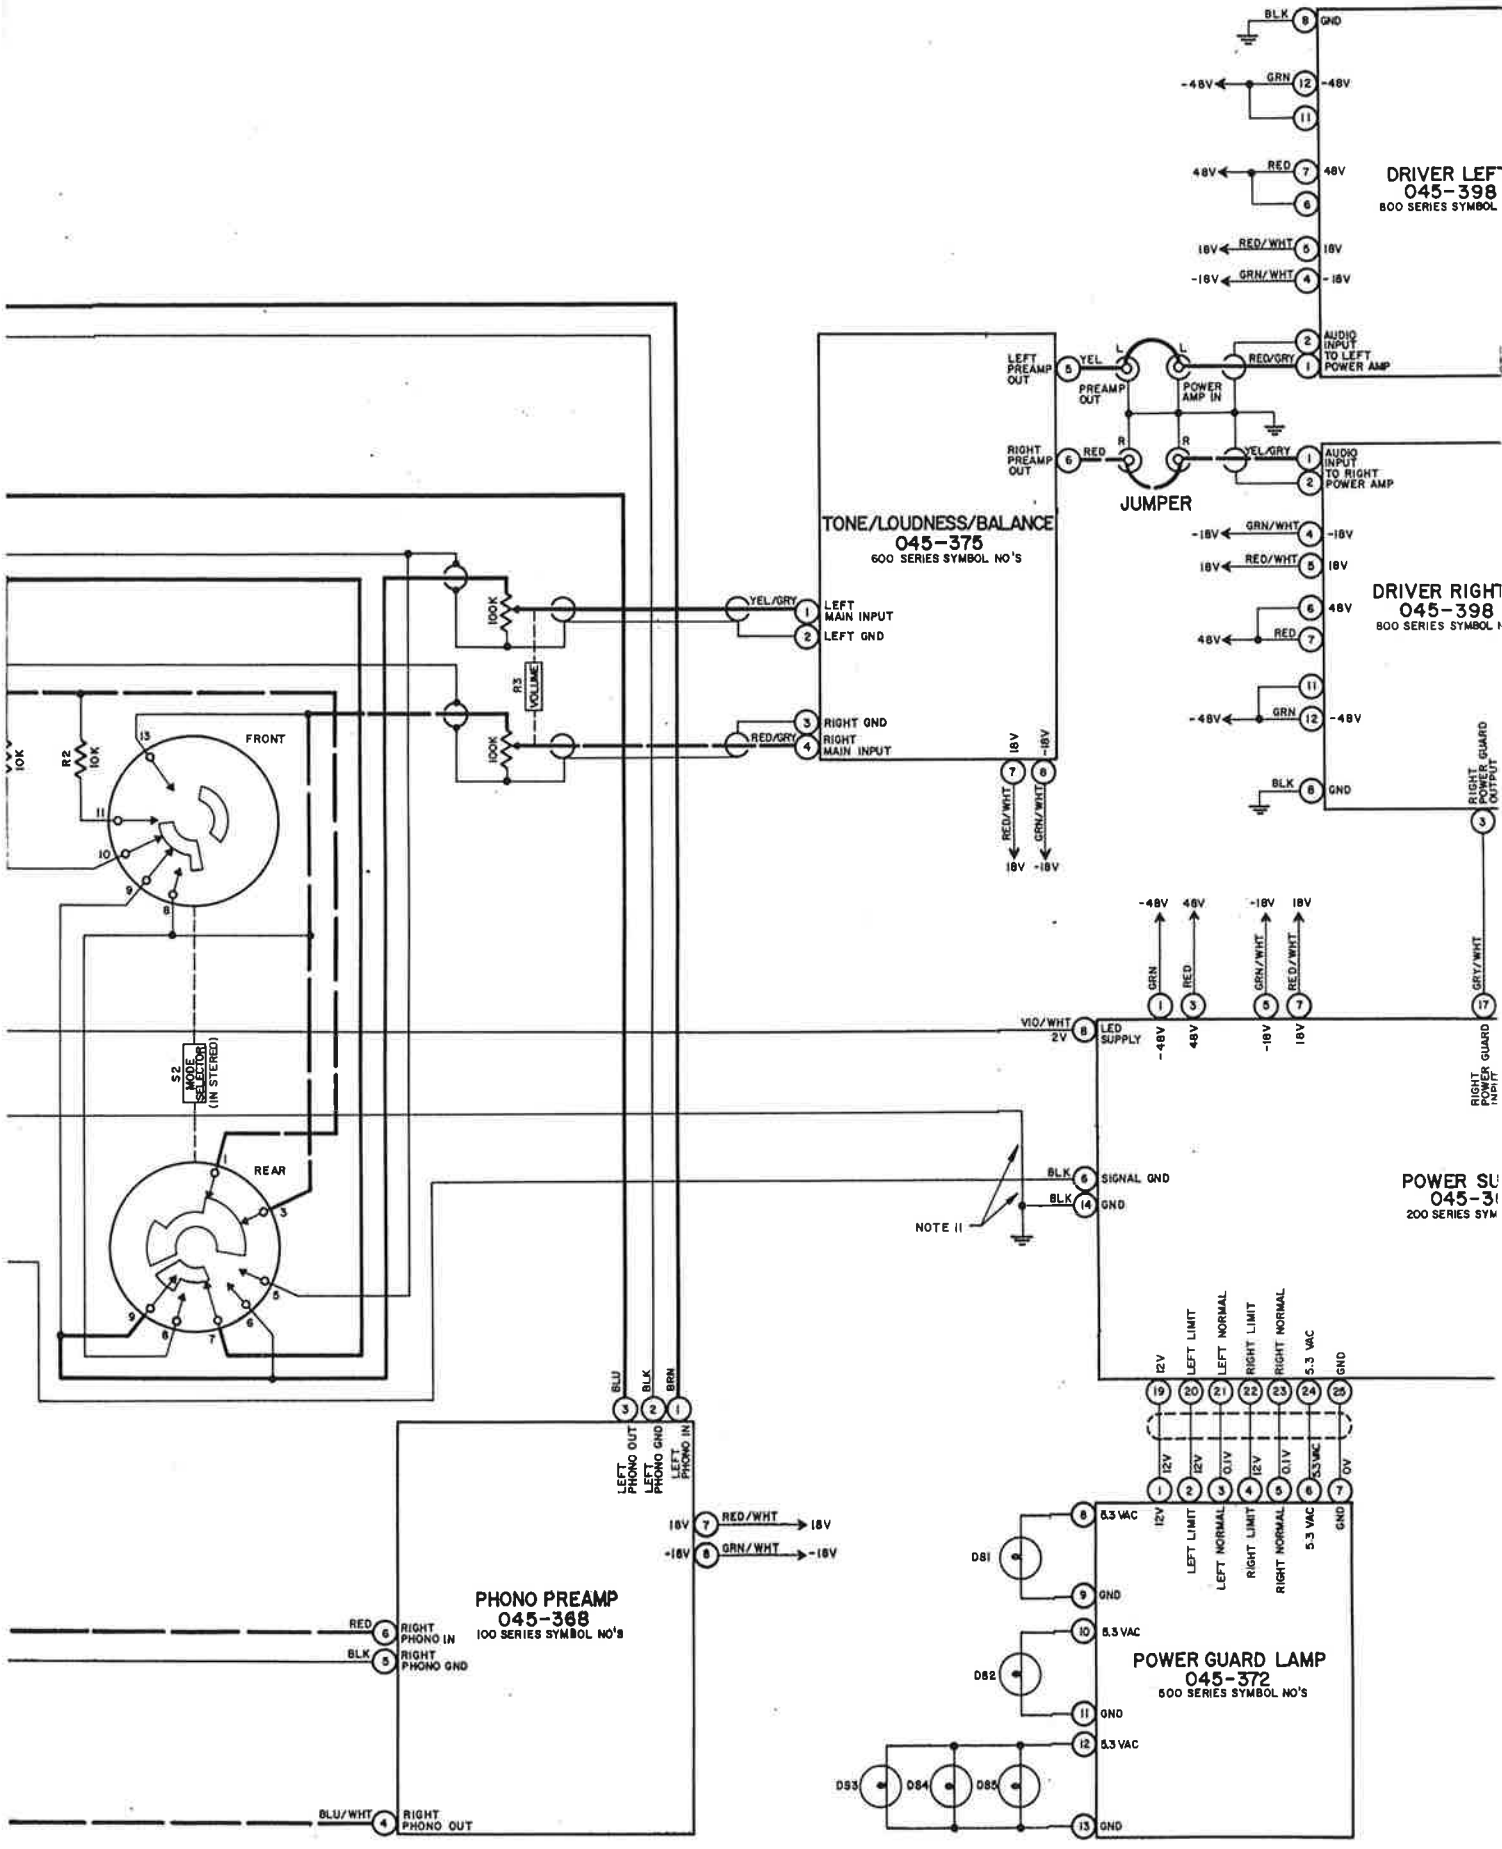 BLK 8 GND
-48V GRN 12 -48V
11
DRIVER LEFT
045-398
800 SERIES SYMBOL
48V RED 7 48V
6
18V RED/WHT 5 18V
-18V GRN/WHT 4 -18V
2 AUDIO
INPUT
TO LEFT
POWER AMP
RED/GRY 1
LEFT
PREAMP
OUT
5 YEL
L L
PREAMP
OUT
POWER
AMP IN
RIGHT
PREAMP
OUT
6 RED
R R
YEL/GRY 1
AUDIO
INPUT
TO RIGHT
POWER AMP
2
JUMPER
TONE/LOUDNESS/BALANCE
045-375
600 SERIES SYMBOL NO'S
-18V GRN/WHT 4 -18V
18V RED/WHT 5 18V
6 48V
48V RED 7
DRIVER RIGHT
045-398
800 SERIES SYMBOL
11
-48V GRN 12 -48V
BLK 8 GND
RIGHT
POWER GUARD
OUTPUT
3
100K
YEL/GRY 1 LEFT
MAIN INPUT
2 LEFT GND
R3
VOLUME
3 RIGHT GND
RED/GRY 4 RIGHT
MAIN INPUT
100K
18V -18V
7 8
RED/WHT GRN/WHT
18V -18V
10K
R2
10K
13
FRONT
11
10
9
8
S2
MODE
SELECTOR
(IN STEREO)
1
REAR
3
5
6
7
8
9
-48V 48V -18V 18V
GRN RED GRN/WHT RED/WHT GRY/WHT
1 3 5 7 17
-48V 48V -18V 18V
RIGHT
POWER GUARD
INPUT
VIO/WHT
2V
8 LED
SUPPLY
BLK 6 SIGNAL GND
BLK 14 GND
NOTE 11
POWER SU
045-3
200 SERIES SYM
12V LEFT LIMIT LEFT NORMAL RIGHT LIMIT RIGHT NORMAL 5.3 VAC GND
19 20 21 22 23 24 25
12V 12V 0.1V 12V 0.1V 5.3VAC 0V
1 2 3 4 5 6 7
12V LEFT LIMIT LEFT NORMAL RIGHT LIMIT RIGHT NORMAL 5.3 VAC GND
BLU BLK BRN
3 2 1
LEFT
PHONO OUT
LEFT
PHONO GND
LEFT
PHONO IN
18V 7 RED/WHT 18V
-18V 8 GRN/WHT -18V
PHONO PREAMP
045-368
100 SERIES SYMBOL NO'S
RED 6 RIGHT
PHONO IN
BLK 5 RIGHT
PHONO GND
BLU/WHT 4 RIGHT
PHONO OUT
8 5.3 VAC
DS1
9 GND
10 5.3 VAC
DS2
11 GND
12 5.3 VAC
DS3 DS4 DS5
13 GND
POWER GUARD LAMP
045-372
500 SERIES SYMBOL NO'S